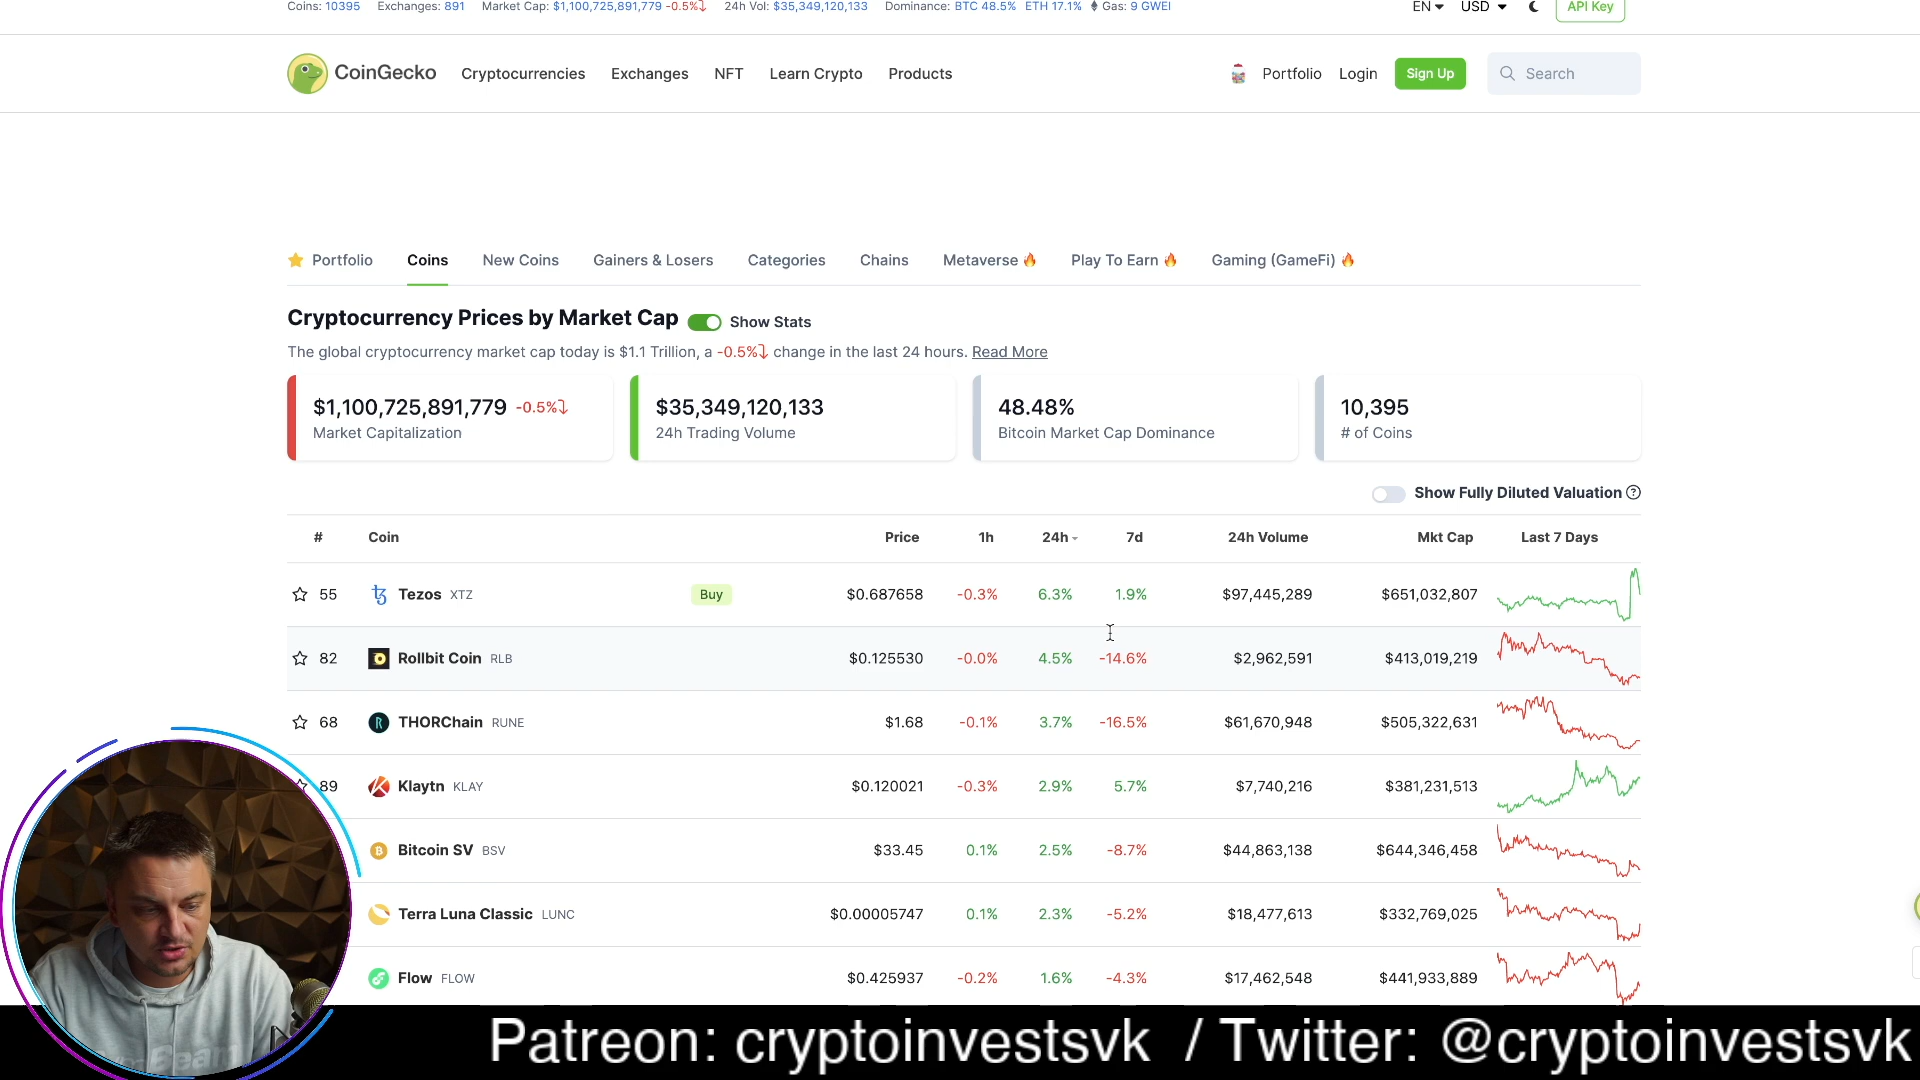 Coins: 10395 Exchanges: 891 Market Cap: $1,100,725,891,779 -0.5% 24h Vol: $35,349,120,133 Dominance: BTC 48.5% ETH 17.1% Gas: 9 GWEI EN USD API Key
CoinGecko Cryptocurrencies Exchanges NFT Learn Crypto Products Portfolio Login Sign Up Search
Portfolio Coins New Coins Gainers & Losers Categories Chains Metaverse Play To Earn Gaming (GameFi)
Cryptocurrency Prices by Market Cap Show Stats
The global cryptocurrency market cap today is $1.1 Trillion, a -0.5% change in the last 24 hours. Read More
$1,100,725,891,779 -0.5% $35,349,120,133 48.48% 10,395
Market Capitalization 24h Trading Volume Bitcoin Market Cap Dominance # of Coins
Show Fully Diluted Valuation
# Coin Price 1h 24h 7d 24h Volume Mkt Cap Last 7 Days
55 Tezos XTZ Buy $0.687658 -0.3% 6.3% 1.9% $97,445,289 $651,032,807
82 Rollbit Coin RLB $0.125530 -0.0% 4.5% -14.6% $2,962,591 $413,019,219
68 THORChain RUNE $1.68 -0.1% 3.7% -16.5% $61,670,948 $505,322,631
89 Klaytn KLAY $0.120021 -0.3% 2.9% 5.7% $7,740,216 $381,231,513
Bitcoin SV BSV $33.45 0.1% 2.5% -8.7% $44,863,138 $644,346,458
Terra Luna Classic LUNC $0.00005747 0.1% 2.3% -5.2% $18,477,613 $332,769,025
Flow FLOW $0.425937 -0.2% 1.6% -4.3% $17,462,548 $441,933,889
Patreon: cryptoinvestsvk / Twitter: @cryptoinvestsvk